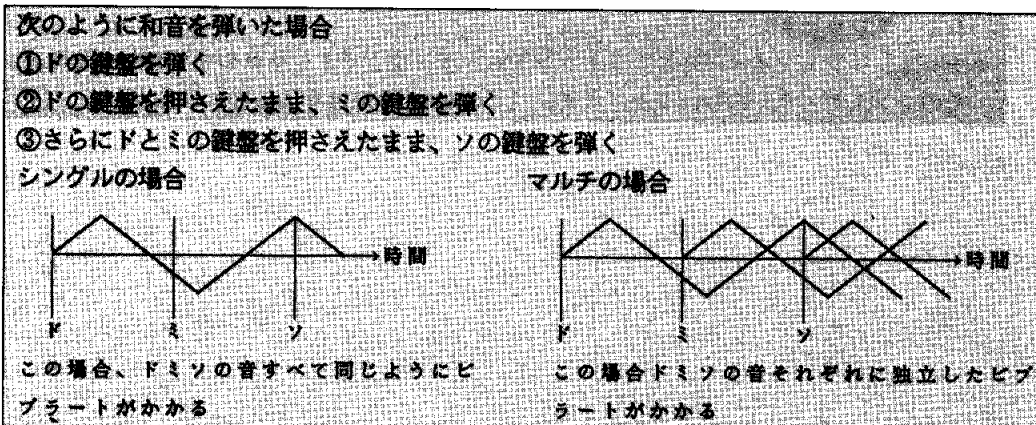 次のように和音を弾いた場合
①ドの鍵盤を弾く
②ドの鍵盤を押さえたまま、ミの鍵盤を弾く
③さらにドとミの鍵盤を押さえたまま、ソの鍵盤を弾く
シングルの場合
マルチの場合
時間
ド ミ ソ
時間
ド ミ ソ
この場合、ドミソの音すべて同じようにビ
ブラートがかかる
この場合ドミソの音それぞれに独立したビブ
ラートがかかる